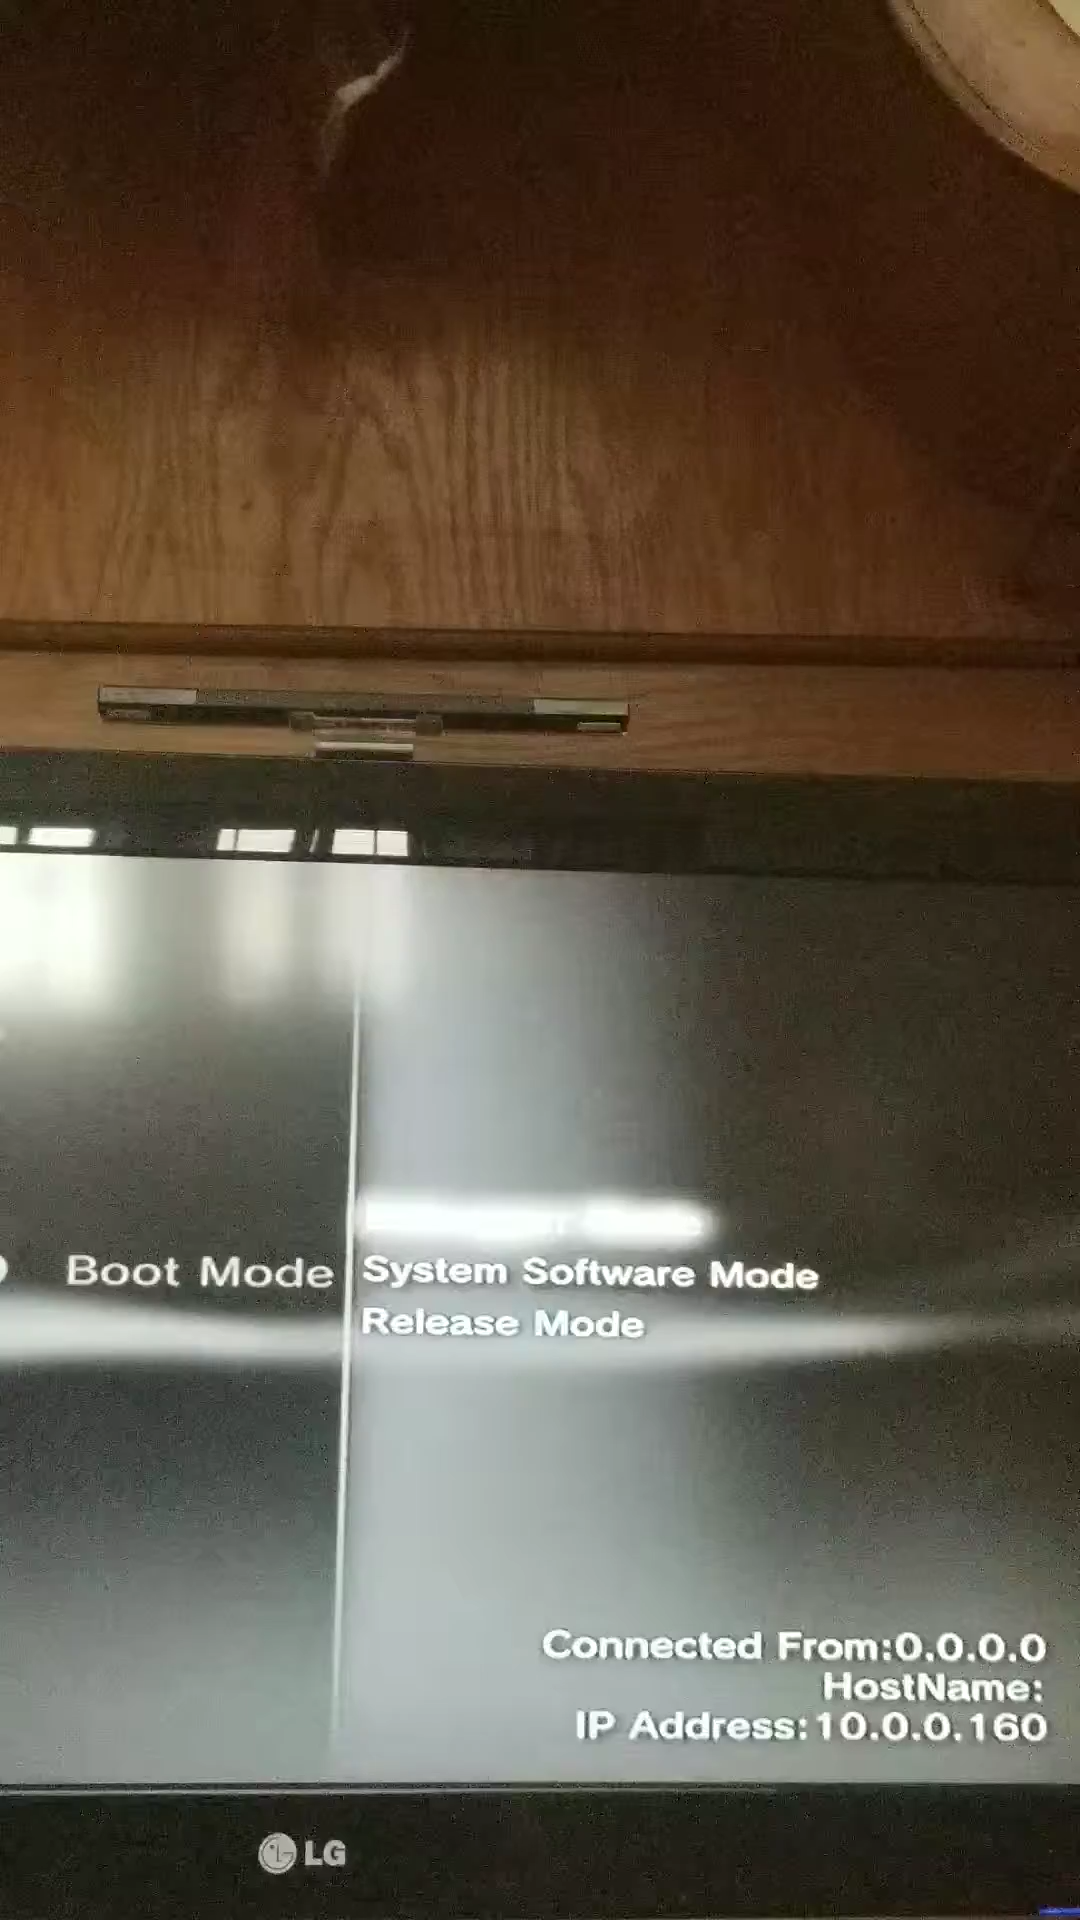 Boot Mode
System Software Mode
Release Mode
Connected From:0.0.0.0
HostName:
IP Address:10.0.0.160
LG